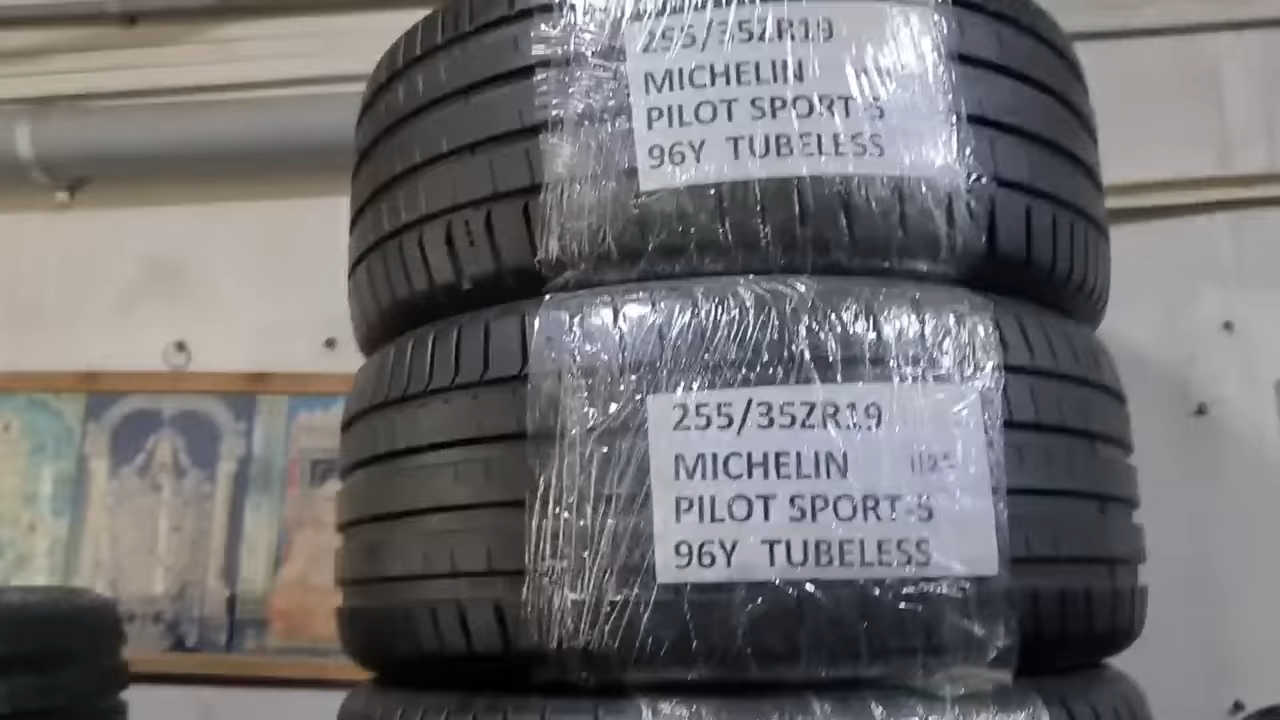 255/35ZR19
MICHELIN
PILOT SPORT-5
96Y TUBELESS
255/35ZR19
MICHELIN
PILOT SPORT-5
96Y TUBELESS